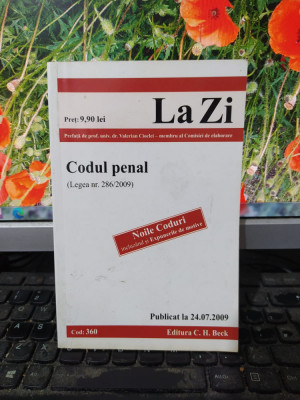 Preț: 9,90 lei
La Zi
Prefață de prof. univ. dr. Valerian Cioclei – membru al Comisiei de elaborare
Codul penal
(Legea nr. 286/2009)
Noile Coduri
incluzând și Expunerile de motive
Publicat la 24.07.2009
Cod: 360
Editura C. H. Beck